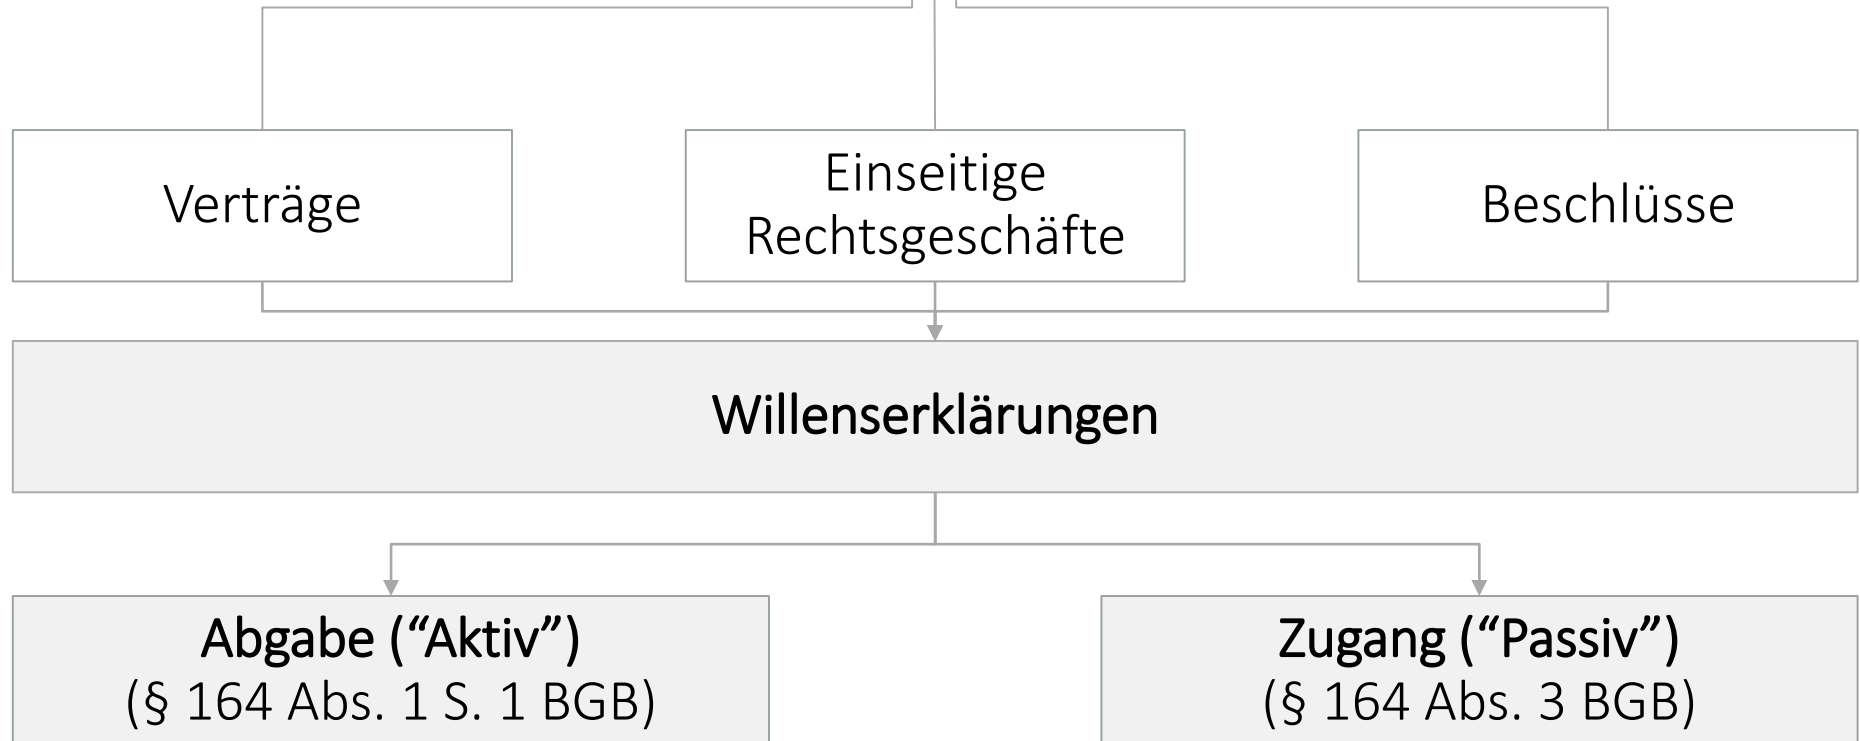 Verträge
Einseitige
Rechtsgeschäfte
Beschlüsse
Willenserklärungen
Abgabe (“Aktiv”)
(§ 164 Abs. 1 S. 1 BGB)
Zugang (“Passiv”)
(§ 164 Abs. 3 BGB)